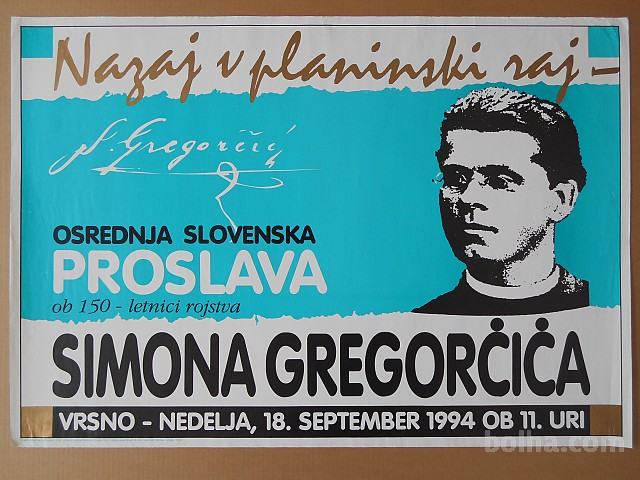 Nazaj v planinski raj –
S. Gregorčič
OSREDNJA SLOVENSKA
PROSLAVA
ob 150 - letnici rojstva
SIMONA GREGORČIČA
VRSNO - NEDELJA, 18. SEPTEMBER 1994 OB 11. URI
bolha.com